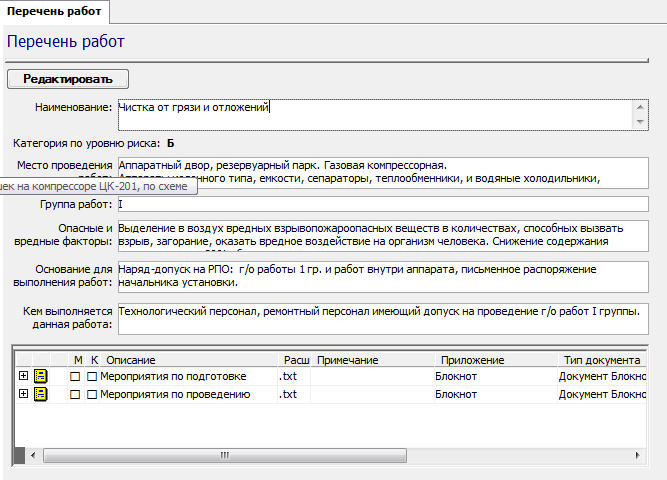 Перечень работ
Перечень работ
Редактировать
Наименование: Чистка от грязи и отложений
Категория по уровню риска: Б
Место проведения Аппаратный двор, резервуарный парк. Газовая компрессорная.
типа, емкости, сепараторы, теплообменники, и водяные холодильники,
на компрессоре ЦК-201, по схеме
Группа работ: I
Опасные и Выделение в воздух вредных взрывопожароопасных веществ в количествах, способных вызвать
вредные факторы: взрыв, загорание, оказать вредное воздействие на организм человека. Снижение содержания
Основание для Наряд-допуск на РПО: г/о работы 1 гр. и работ внутри аппарата, письменное распоряжение
выполнения работ: начальника установки.
Кем выполняется Технологический персонал, ремонтный персонал имеющий допуск на проведение г/о работ I группы.
данная работа:
М К Описание Расш Примечание Приложение Тип документа
Мероприятия по подготовке .txt Блокнот Документ Блокно
Мероприятия по проведению .txt Блокнот Документ Блокно